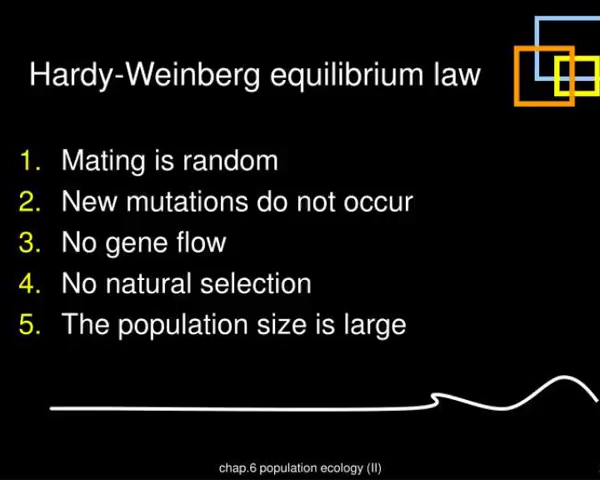 Hardy-Weinberg equilibrium law
1. Mating is random
2. New mutations do not occur
3. No gene flow
4. No natural selection
5. The population size is large
chap.6 population ecology (II)